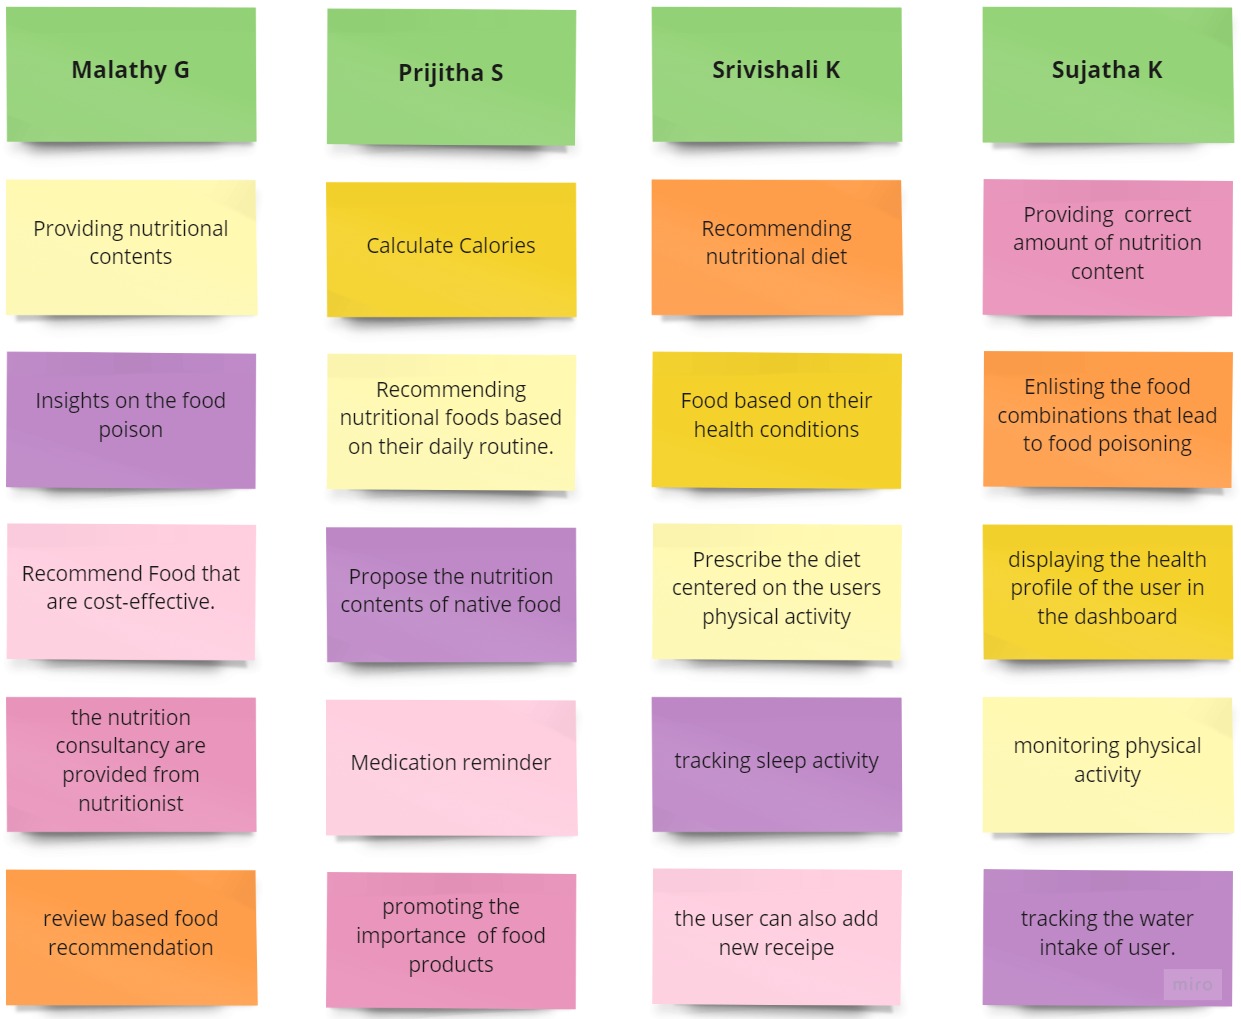 Malathy G
Prijitha S
Srivishali K
Sujatha K
Providing nutritional
contents
Calculate Calories
Recommending
nutritional diet
Providing  correct
amount of nutrition
content
Insights on the food
poison
Recommending
nutritional foods based
on their daily routine.
Food based on their
health conditions
Enlisting the food
combinations that lead
to food poisoning
Recommend Food that
are cost-effective.
Propose the nutrition
contents of native food
Prescribe the diet
centered on the users
physical activity
displaying the health
profile of the user in
the dashboard
the nutrition
consultancy are
provided from
nutritionist
Medication reminder
tracking sleep activity
monitoring physical
activity
review based food
recommendation
promoting the
importance  of food
products
the user can also add
new receipe
tracking the water
intake of user.
miro